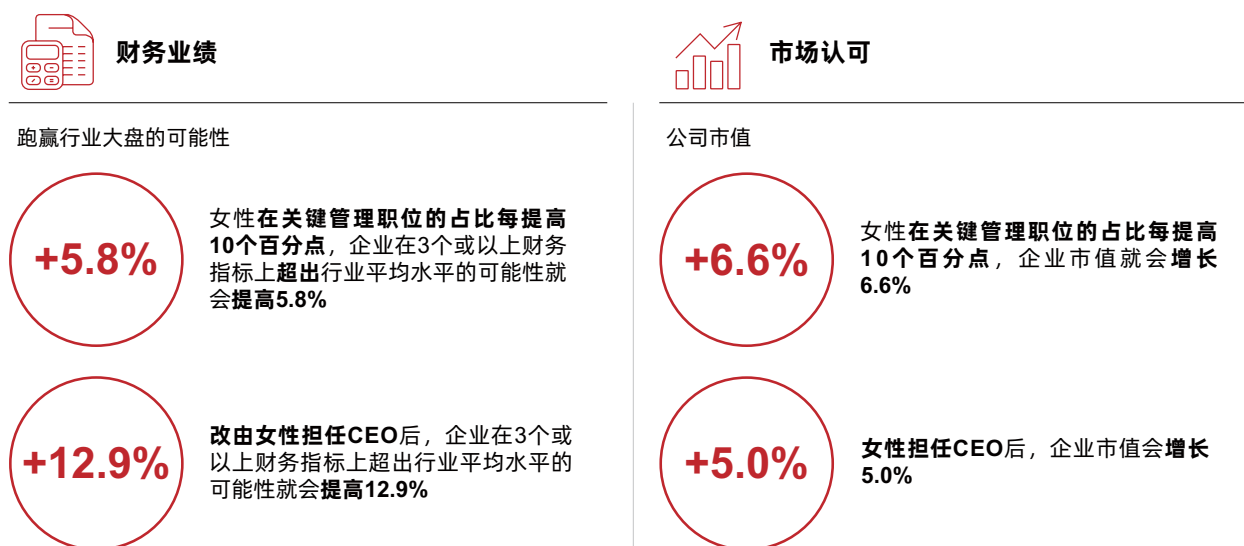 财务业绩
跑赢行业大盘的可能性
+5.8%
女性在关键管理职位的占比每提高
10个百分点，企业在3个或以上财务
指标上超出行业平均水平的可能性就
会提高5.8%
+12.9%
改由女性担任CEO后，企业在3个或
以上财务指标上超出行业平均水平的
可能性就会提高12.9%
市场认可
公司市值
+6.6%
女性在关键管理职位的占比每提高
10个百分点，企业市值就会增长
6.6%
+5.0%
女性担任CEO后，企业市值会增长
5.0%